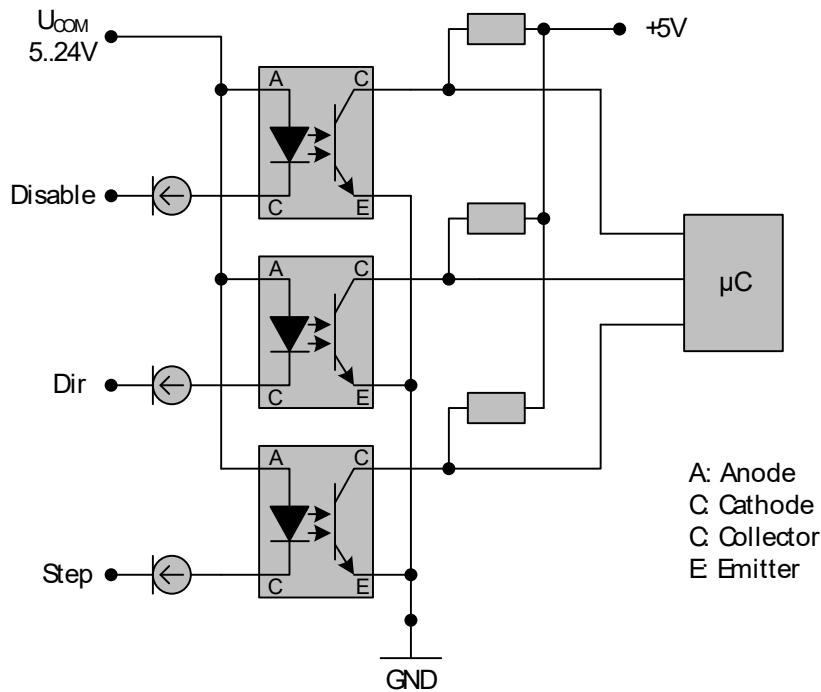 UCOM
5..24V
+5V
A
C
Disable
C
E
A
C
µC
Dir
C
E
A
C
A: Anode
C: Cathode
C: Collector
E: Emitter
Step
C
E
GND